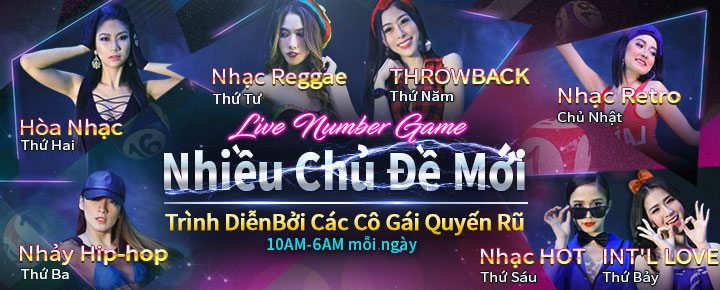 Nhạc Reggae
Thứ Tư
THROWBACK
Thứ Năm
Nhạc Retro
Chủ Nhật
Hòa Nhạc
Thứ Hai
Live Number Game
Nhiều Chủ Đề Mới
Trình DiễnBởi Các Cô Gái Quyến Rũ
10AM-6AM mỗi ngày
Nhảy Hip-hop
Thứ Ba
Nhạc HOT
Thứ Sáu
INT'L LOVE
Thứ Bảy